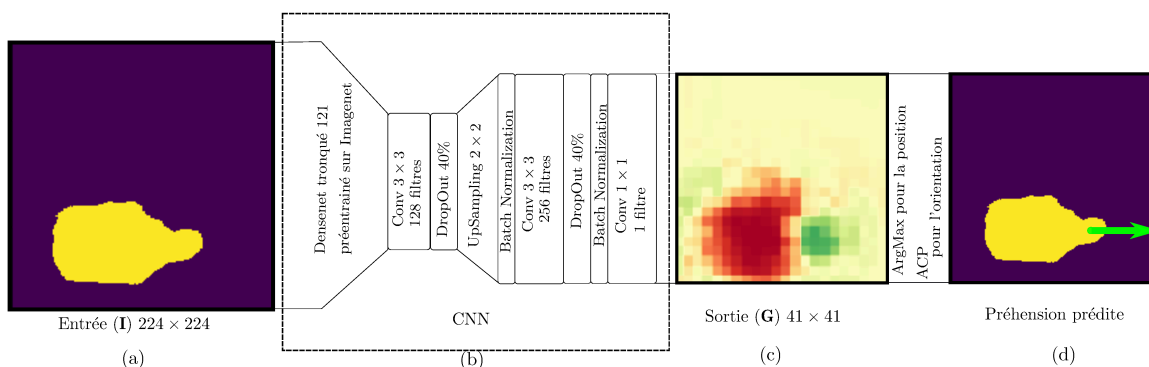 Densenet tronqué 121
préentrainé sur Imagenet
Conv 3 × 3
128 filtres
DropOut 40%
UpSampling 2 × 2
Batch Normalization
Conv 3 × 3
256 filtres
DropOut 40%
Batch Normalization
Conv 1 × 1
1 filtre
ArgMax pour la position
ACP
pour l'orientation
Entrée (I) 224 × 224
CNN
Sortie (G) 41 × 41
Préhension prédite
(a)
(b)
(c)
(d)